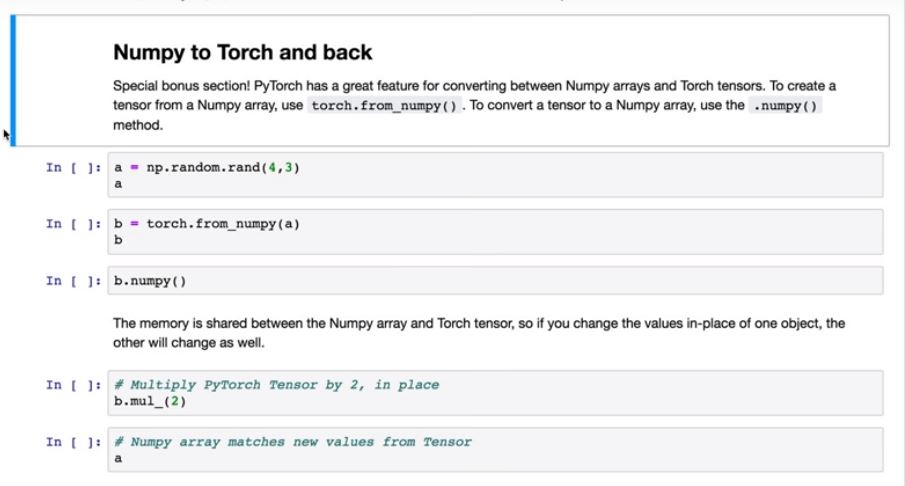 Numpy to Torch and back
Special bonus section! PyTorch has a great feature for converting between Numpy arrays and Torch tensors. To create a
tensor from a Numpy array, use torch.from_numpy() . To convert a tensor to a Numpy array, use the .numpy()
method.
In [ ]: a = np.random.rand(4,3)
a
In [ ]: b = torch.from_numpy(a)
b
In [ ]: b.numpy()
The memory is shared between the Numpy array and Torch tensor, so if you change the values in-place of one object, the
other will change as well.
In [ ]: # Multiply PyTorch Tensor by 2, in place
b.mul_(2)
In [ ]: # Numpy array matches new values from Tensor
a